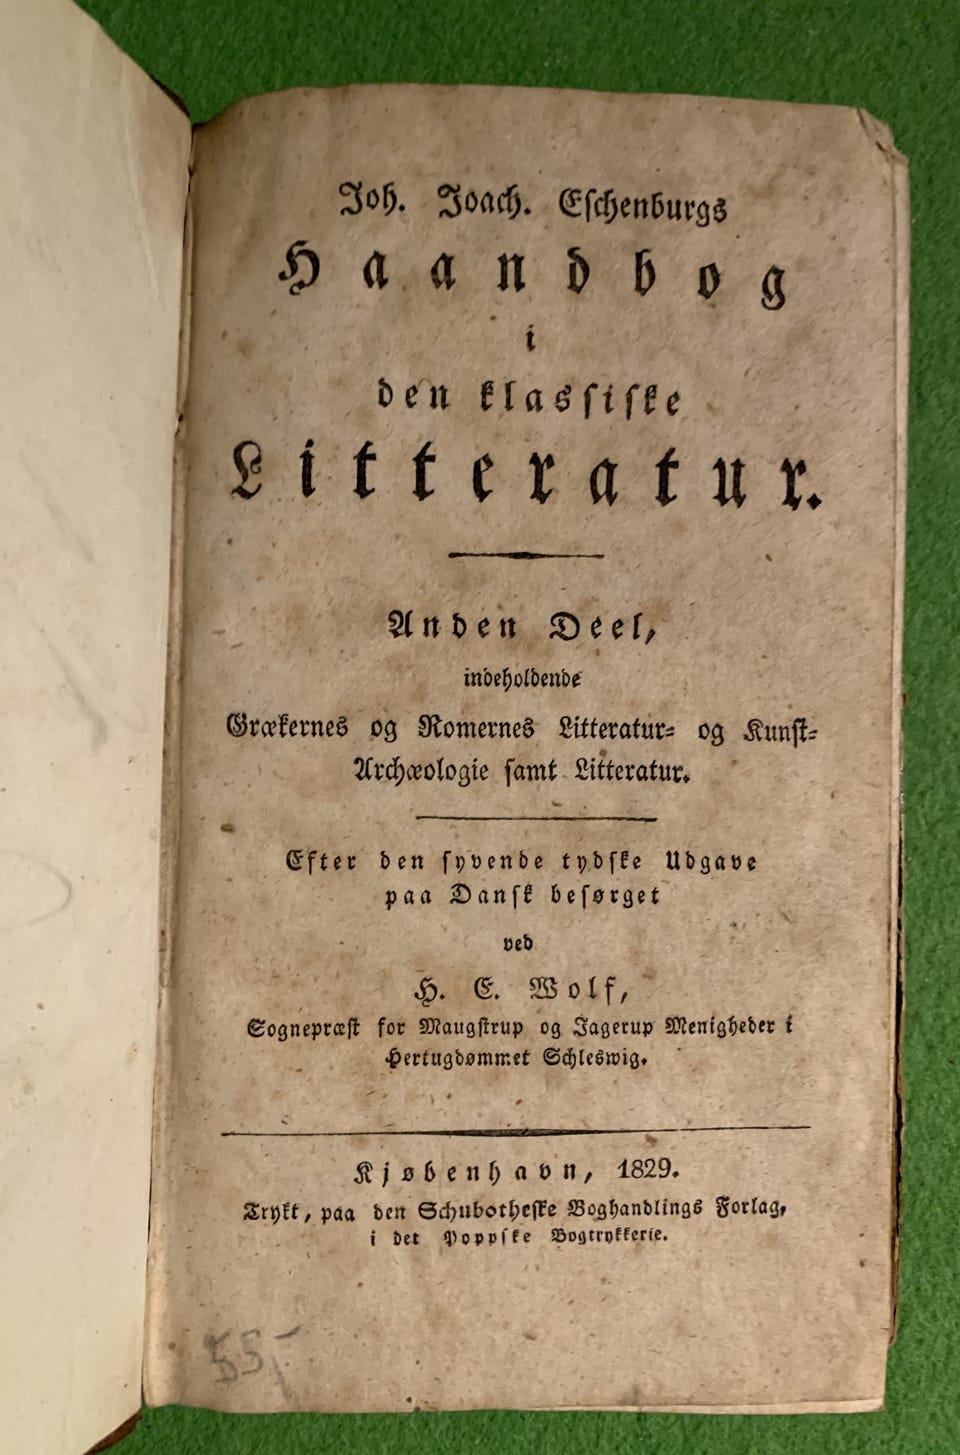 Joh. Joach. Eschenburgs
Haandbog
i
den klassiske
Litteratur.
Anden Deel,
indeholdende
Grækernes og Romernes Litteratur- og Kunst-
Archæologie samt Litteratur.
Efter den syvende tydske Udgave
paa Dansk besørget
ved
H. E. Wolf,
Sognepræst for Maugstrup og Jagerup Menigheder i
Hertugdømmet Schleswig.
Kjøbenhavn, 1829.
Trykt, paa den Schubotheske Boghandlings Forlag,
i det Poppske Bogtrykkerie.
55,-